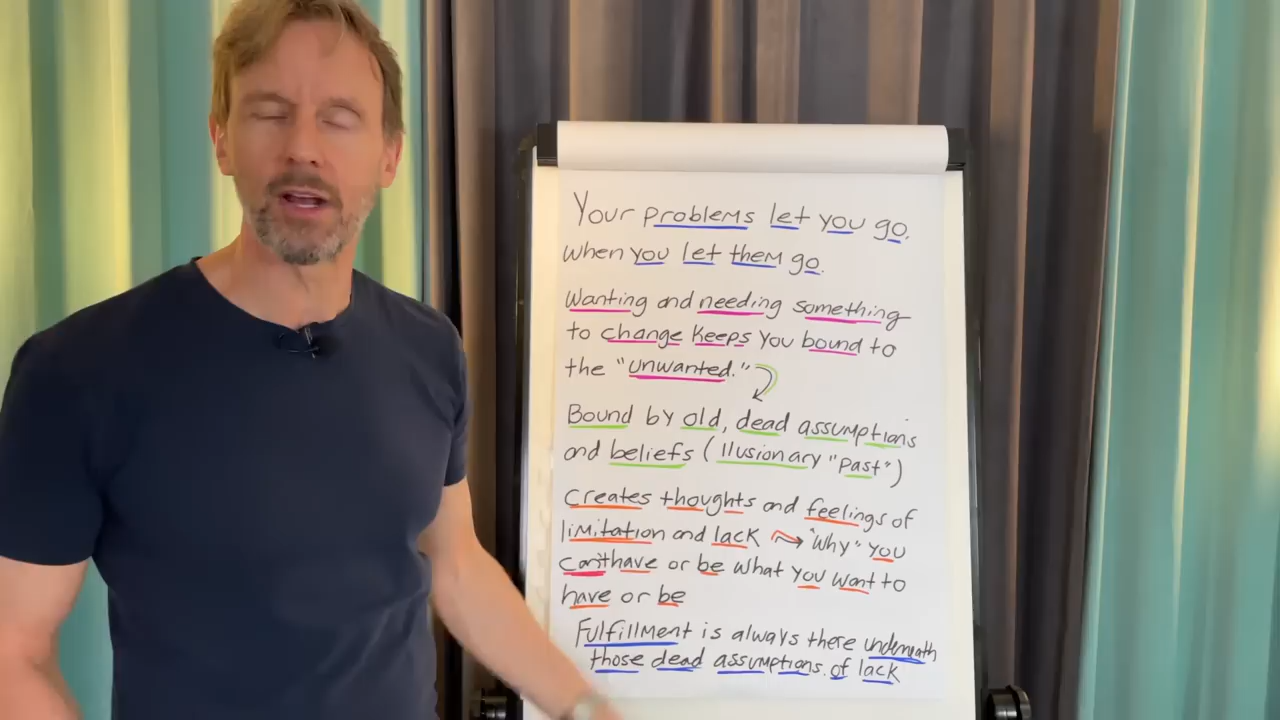 Your problems let you go,
when you let them go.
Wanting and needing something
to change keeps you bound to
the "unwanted."
Bound by old, dead assumptions
and beliefs (illusionary "past")
creates thoughts and feelings of
limitation and lack → "why" you
can't have or be what you want to
have or be
Fulfillment is always there underneath
those dead assumptions of lack